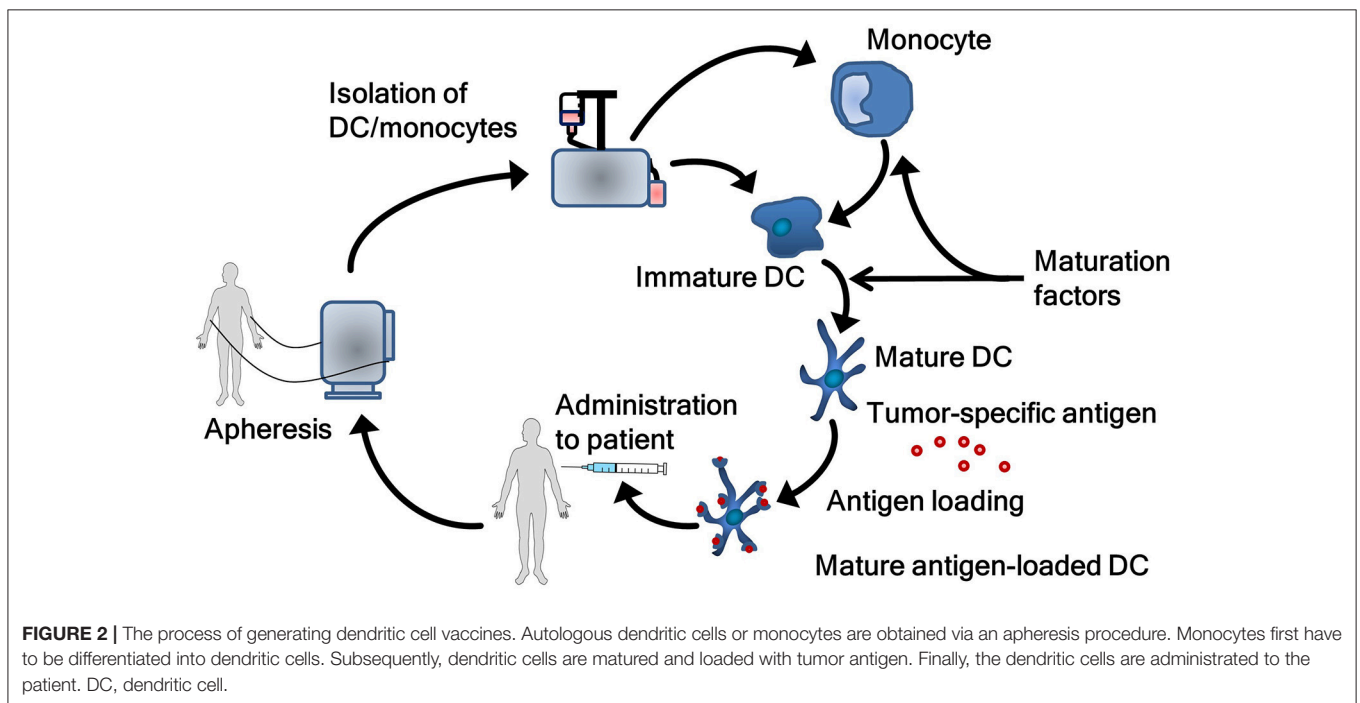 Monocyte
Isolation of
DC/monocytes
Immature DC
Maturation
factors
Mature DC
Tumor-specific antigen
Antigen loading
Mature antigen-loaded DC
Administration
to patient
Apheresis
FIGURE 2 | The process of generating dendritic cell vaccines. Autologous dendritic cells or monocytes are obtained via an apheresis procedure. Monocytes first have
to be differentiated into dendritic cells. Subsequently, dendritic cells are matured and loaded with tumor antigen. Finally, the dendritic cells are administrated to the
patient. DC, dendritic cell.